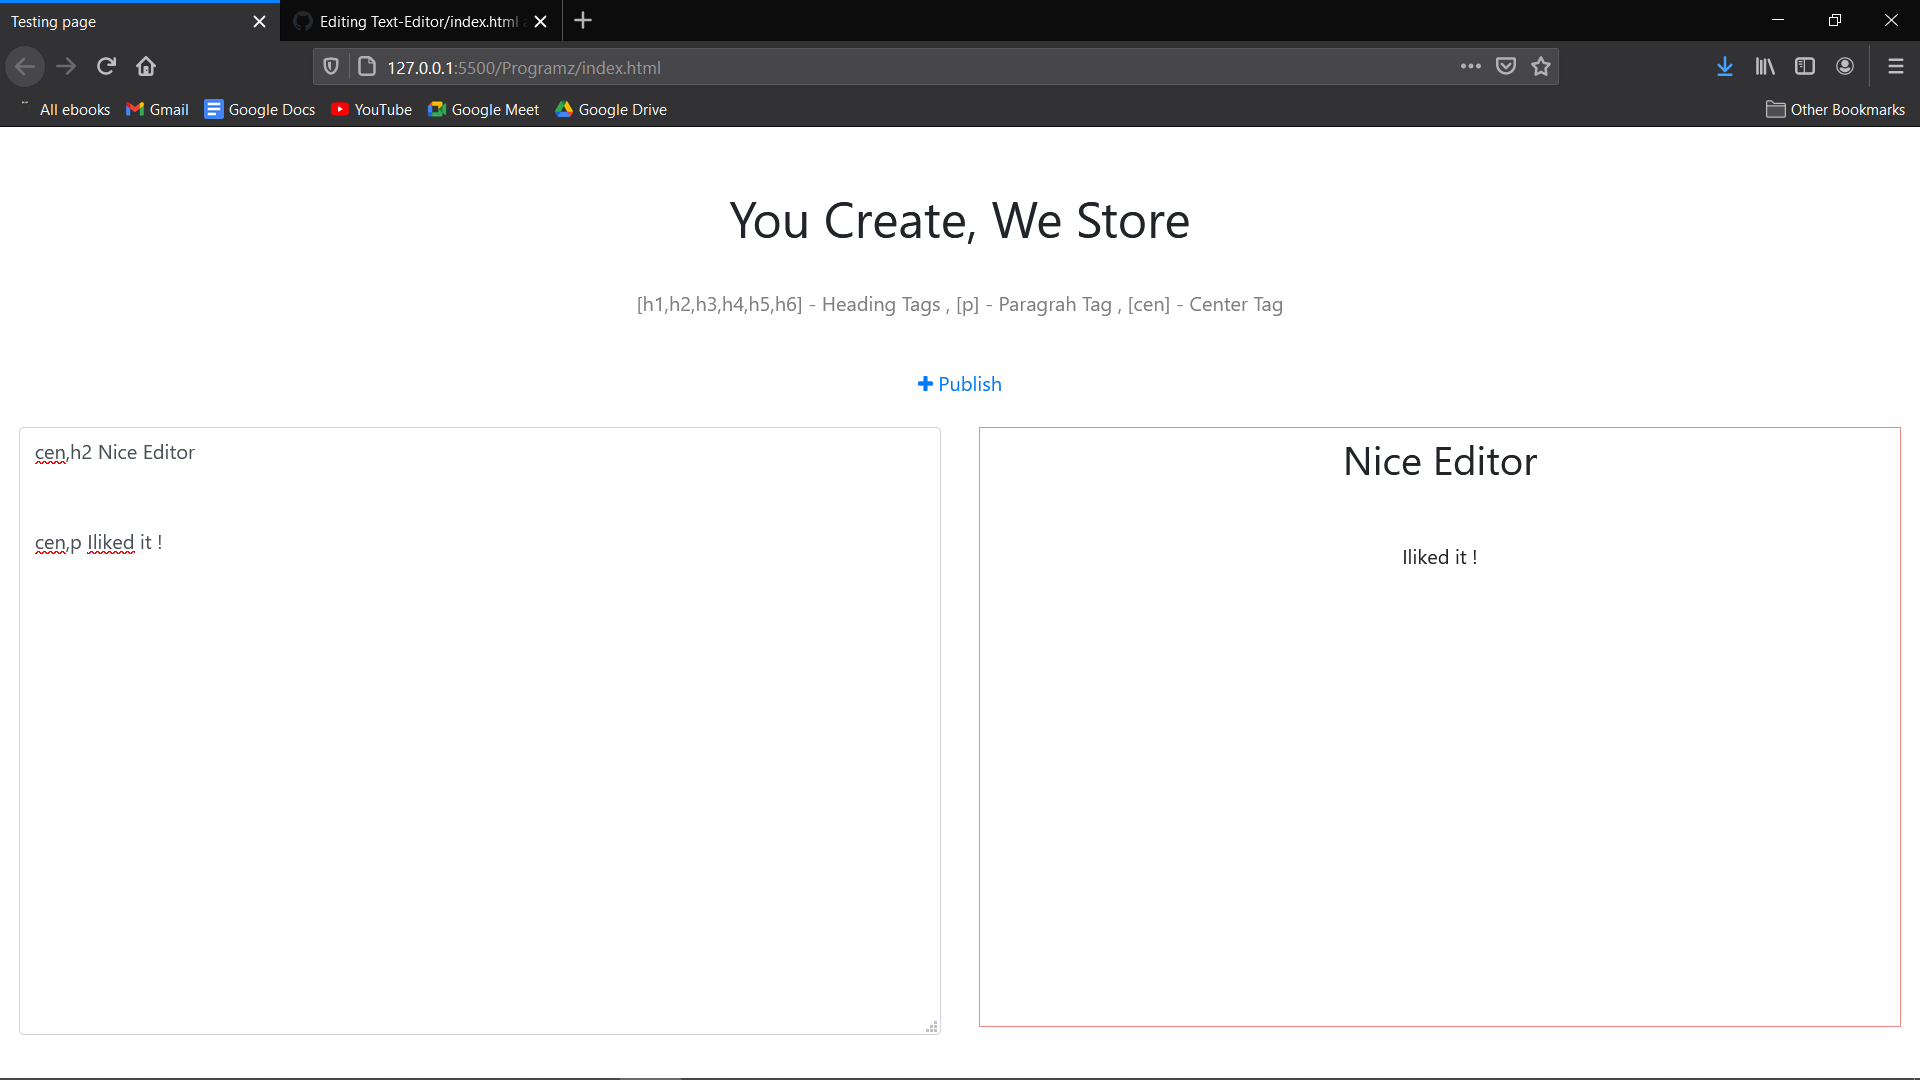 Testing page
Editing Text-Editor/index.html
127.0.0.1:5500/Programz/index.html
All ebooks Gmail Google Docs YouTube Google Meet Google Drive Other Bookmarks
You Create, We Store
[h1,h2,h3,h4,h5,h6] - Heading Tags , [p] - Paragrah Tag , [cen] - Center Tag
Publish
cen,h2 Nice Editor
cen,p Iliked it !
Nice Editor
Iliked it !